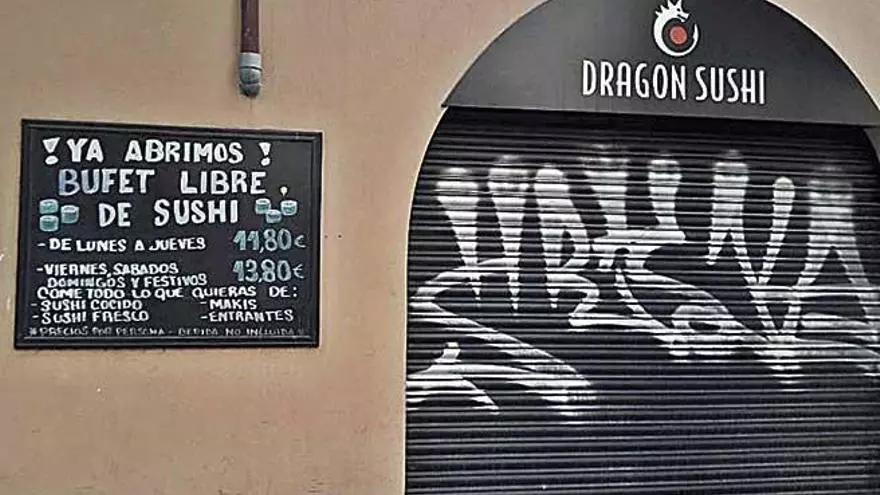 ¡YA ABRIMOS!
BUFET LIBRE
DE SUSHI
- DE LUNES A JUEVES 11,80€
- VIERNES, SABADOS
DOMINGOS Y FESTIVOS 13,80€
COME TODO LO QUE QUIERAS DE:
- SUSHI COCIDO - MAKIS
- SUSHI FRESCO - ENTRANTES
* PRECIOS POR PERSONA - BEBIDA NO INCLUIDA *
DRAGON SUSHI